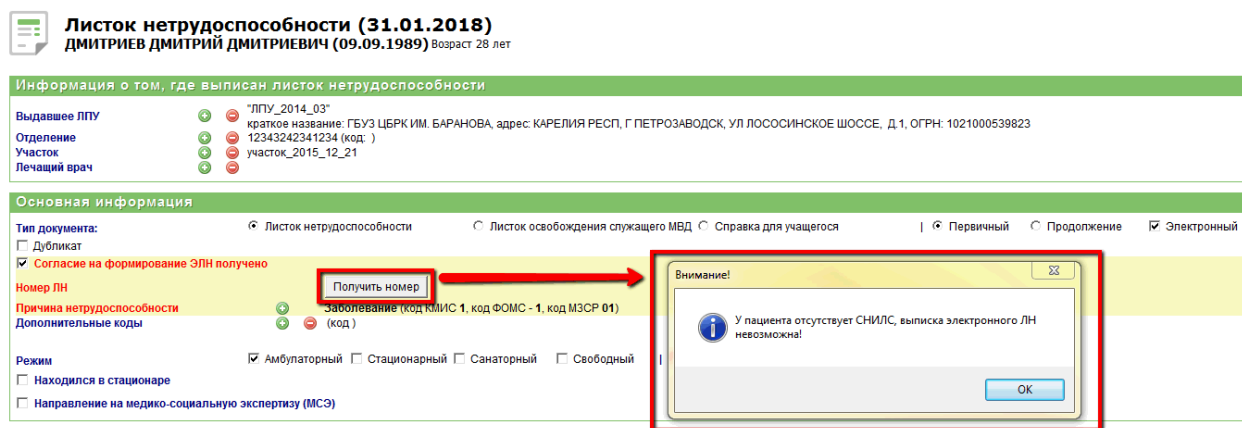 Листок нетрудоспособности (31.01.2018)
ДМИТРИЕВ ДМИТРИЙ ДМИТРИЕВИЧ (09.09.1989) Возраст 28 лет
Информация о том, где выписан листок нетрудоспособности
Выдавшее ЛПУ "ЛПУ_2014_03"
краткое название: ГБУЗ ЦБРК ИМ. БАРАНОВА, адрес: КАРЕЛИЯ РЕСП, Г ПЕТРОЗАВОДСК, УЛ ЛОСОСИНСКОЕ ШОССЕ, Д.1, ОГРН: 1021000539823
Отделение 12343242341234 (код: )
Участок участок_2015_12_21
Лечащий врач
Основная информация
Тип документа: Листок нетрудоспособности Листок освобождения служащего МВД Справка для учащегося | Первичный Продолжение Электронный
Дубликат
Согласие на формирование ЭЛН получено
Номер ЛН Получить номер
Причина нетрудоспособности Заболевание (код КМИС 1, код ФОМС - 1, код МЗСР 01)
Дополнительные коды (код )
Режим Амбулаторный Стационарный Санаторный Свободный |
Находился в стационаре
Направление на медико-социальную экспертизу (МСЭ)
Внимание!
У пациента отсутствует СНИЛС, выписка электронного ЛН
невозможна!
OK